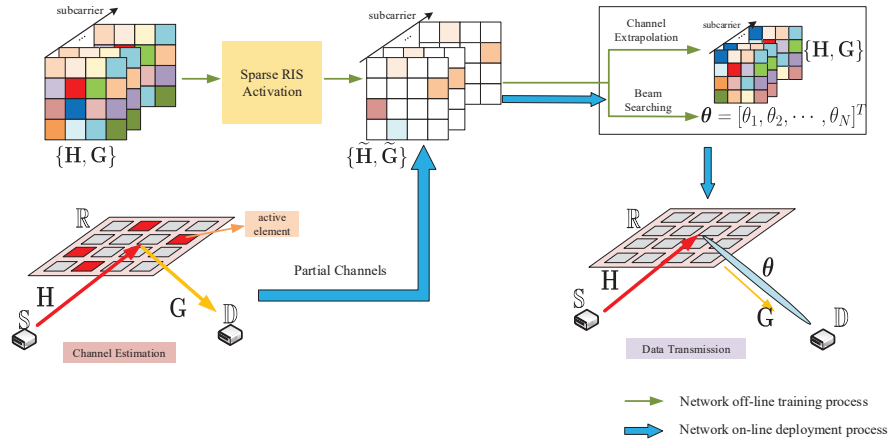 subcarrier
{H, G}
Sparse RIS
Activation
subcarrier
{H̃, G̃}
Channel
Extrapolation
subcarrier
{H, G}
Beam
Searching
θ = [θ₁, θ₂, ⋯ , θ_N]^T
ℝ
active
element
H
G
𝕊
𝔻
Channel Estimation
Partial Channels
ℝ
H
θ
𝕊
G
𝔻
Data Transmission
Network off-line training process
Network on-line deployment process